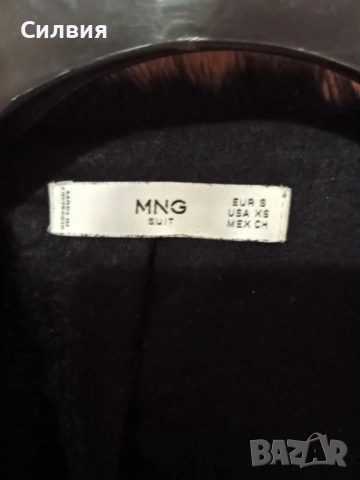 Силвия
MNG
SUIT
EUR S
USA XS
MEX CH
BAZAR